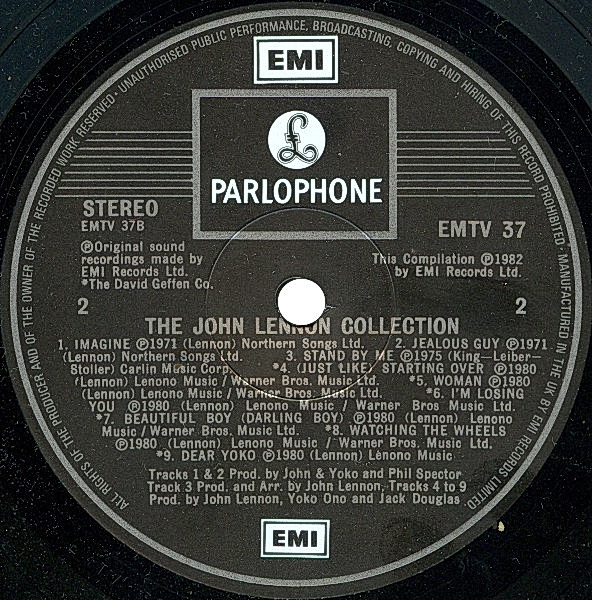 ALL RIGHTS OF THE PRODUCER AND OF THE OWNER OF THE RECORDED WORK RESERVED · UNAUTHORISED PUBLIC PERFORMANCE, BROADCASTING, COPYING AND HIRING OF THIS RECORD PROHIBITED · MANUFACTURED IN THE UK BY EMI RECORDS LIMITED
EMI
£
PARLOPHONE
STEREO
EMTV 37B
EMTV 37
℗Original sound
recordings made by
EMI Records Ltd.
*The David Geffen Co.
This Compilation ℗1982
by EMI Records Ltd.
2
2
THE JOHN LENNON COLLECTION
1. IMAGINE ℗1971 (Lennon) Northern Songs Ltd. 2. JEALOUS GUY ℗1971
(Lennon) Northern Songs Ltd. 3. STAND BY ME ℗1975 (King—Leiber—
Stoller) Carlin Music Corp. *4. (JUST LIKE) STARTING OVER ℗1980
(Lennon) Lenono Music / Warner Bros. Music Ltd. *5. WOMAN ℗1980
(Lennon) Lenono Music / Warner Bros. Music Ltd. *6. I'M LOSING
YOU ℗1980 (Lennon) Lenono Music / Warner Bros Music Ltd.
*7. BEAUTIFUL BOY (DARLING BOY) ℗1980 (Lennon) Lenono
Music / Warner Bros, Music Ltd. *8. WATCHING THE WHEELS
℗1980 (Lennon) Lenono Music / Warner Bros. Music Ltd.
*9. DEAR YOKO ℗1980 (Lennon) Lenono Music
Tracks 1 & 2 Prod. by John & Yoko and Phil Spector
Track 3 Prod. and Arr. by John Lennon, Tracks 4 to 9
Prod. by John Lennon, Yoko Ono and Jack Douglas
EMI